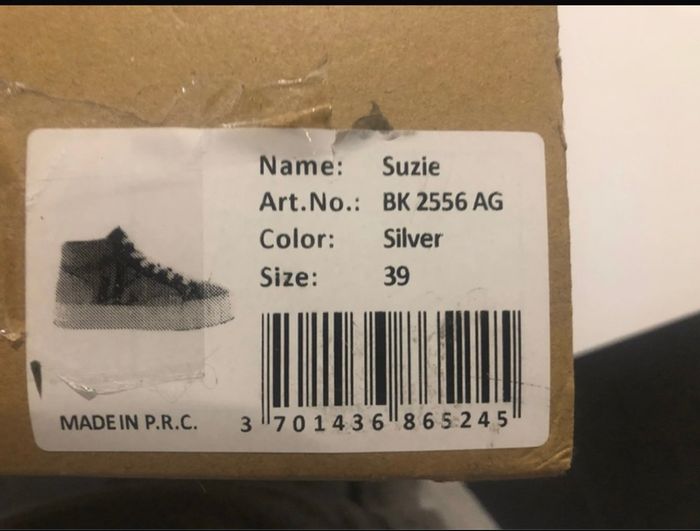 Name: Suzie
Art.No.: BK 2556 AG
Color: Silver
Size: 39
MADE IN P.R.C.
3 701436 865245